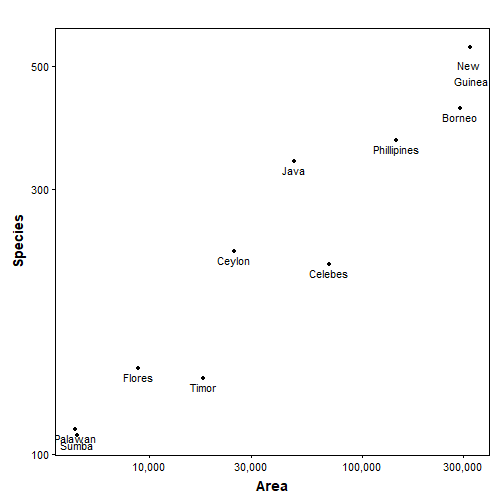 500
New
Guinea
Borneo
Phillipines
Java
300
Species
Ceylon
Celebes
Flores
Timor
Palawan
Sumba
100
10,000
30,000
100,000
300,000
Area